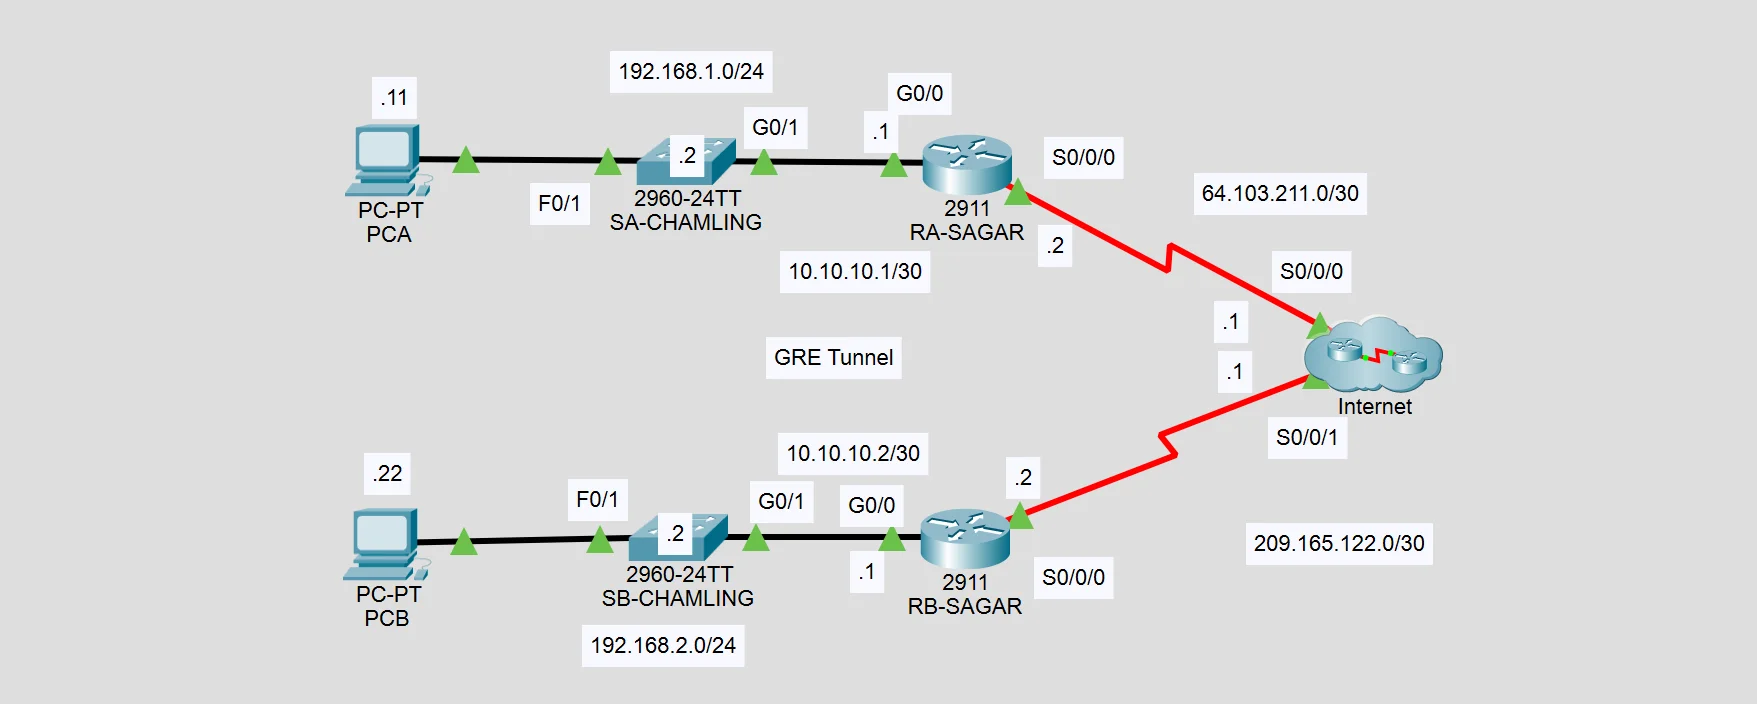 192.168.1.0/24
.11
G0/0
G0/1
.1
.2
S0/0/0
F0/1
2960-24TT
SA-CHAMLING
2911
RA-SAGAR
PC-PT
PCA
64.103.211.0/30
.2
10.10.10.1/30
S0/0/0
.1
GRE Tunnel
.1
Internet
S0/0/1
10.10.10.2/30
.22
.2
F0/1
G0/1
G0/0
.2
.1
2960-24TT
SB-CHAMLING
2911
RB-SAGAR
S0/0/0
209.165.122.0/30
PC-PT
PCB
192.168.2.0/24